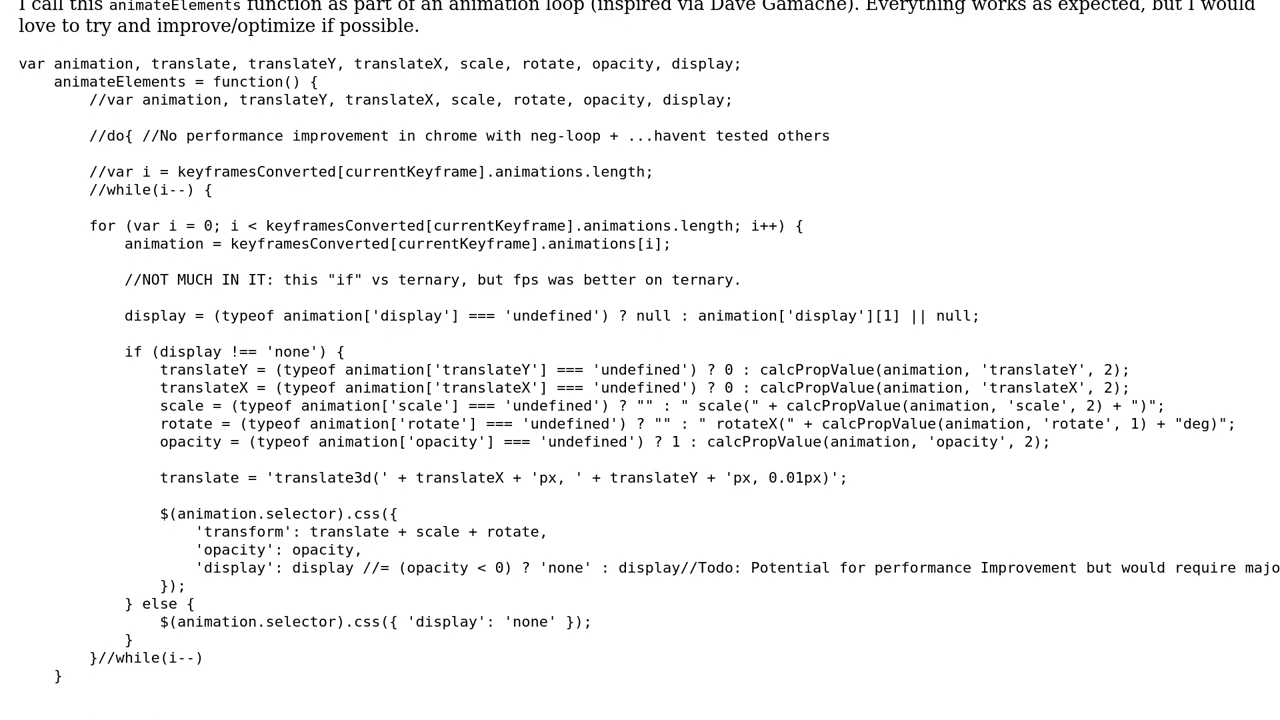 I call this animateElements function as part of an animation loop (inspired via Dave Gamache). Everything works as expected, but I would
love to try and improve/optimize if possible.
var animation, translate, translateY, translateX, scale, rotate, opacity, display;
    animateElements = function() {
        //var animation, translateY, translateX, scale, rotate, opacity, display;
        //do{ //No performance improvement in chrome with neg-loop + ...havent tested others
        //var i = keyframesConverted[currentKeyframe].animations.length;
        //while(i--) {
        for (var i = 0; i < keyframesConverted[currentKeyframe].animations.length; i++) {
            animation = keyframesConverted[currentKeyframe].animations[i];
            //NOT MUCH IN IT: this "if" vs ternary, but fps was better on ternary.
            display = (typeof animation['display'] === 'undefined') ? null : animation['display'][1] || null;
            if (display !== 'none') {
                translateY = (typeof animation['translateY'] === 'undefined') ? 0 : calcPropValue(animation, 'translateY', 2);
                translateX = (typeof animation['translateX'] === 'undefined') ? 0 : calcPropValue(animation, 'translateX', 2);
                scale = (typeof animation['scale'] === 'undefined') ? "" : " scale(" + calcPropValue(animation, 'scale', 2) + ")";
                rotate = (typeof animation['rotate'] === 'undefined') ? "" : " rotateX(" + calcPropValue(animation, 'rotate', 1) + "deg)";
                opacity = (typeof animation['opacity'] === 'undefined') ? 1 : calcPropValue(animation, 'opacity', 2);
                translate = 'translate3d(' + translateX + 'px, ' + translateY + 'px, 0.01px)';
                $(animation.selector).css({
                    'transform': translate + scale + rotate,
                    'opacity': opacity,
                    'display': display //= (opacity < 0) ? 'none' : display//Todo: Potential for performance Improvement but would require majo
                });
            } else {
                $(animation.selector).css({ 'display': 'none' });
            }
        }//while(i--)
    }